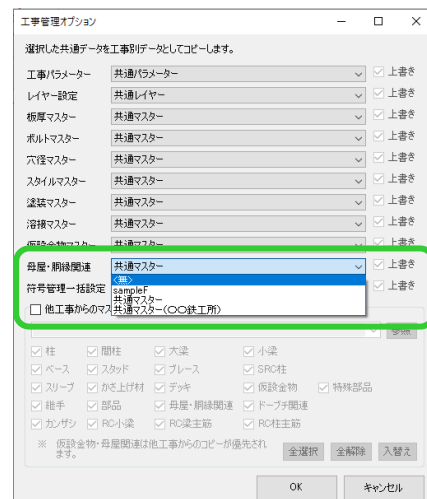 工事管理オプション
選択した共通データを工事別データとしてコピーします。
工事パラメーター 共通パラメーター 上書き
レイヤー設定 共通レイヤー 上書き
板厚マスター 共通マスター 上書き
ボルトマスター 共通マスター 上書き
穴径マスター 共通マスター 上書き
スタイルマスター 共通マスター 上書き
塗装マスター 共通マスター 上書き
溶接マスター 共通マスター 上書き
仮設金物マスター 共通マスター 上書き
母屋・胴縁関連 共通マスター 上書き
<無>
符号管理一括設定 sampleF 上書き
共通マスター
他工事からのマス 共通マスター(〇〇鉄工所)
参照
柱 間柱 大梁 小梁
ベース スタッド ブレース SRC柱
スリーブ かさ上げ材 デッキ 仮設金物 特殊部品
継手 部品 母屋・胴縁関連 ドーブチ関連
カンザシ RC小梁 RC梁主筋 RC柱主筋
※ 仮設金物・母屋関連は他工事からのコピーが優先され
ます。 全選択 全解除 入替え
OK キャンセル